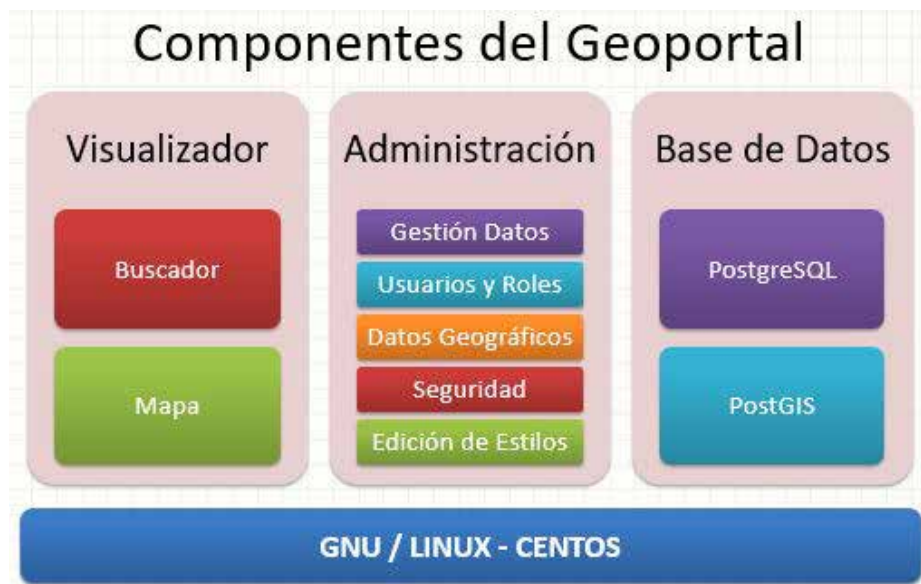 Componentes del Geoportal
Visualizador
Buscador
Mapa
Administración
Gestión Datos
Usuarios y Roles
Datos Geográficos
Seguridad
Edición de Estilos
Base de Datos
PostgreSQL
PostGIS
GNU / LINUX - CENTOS